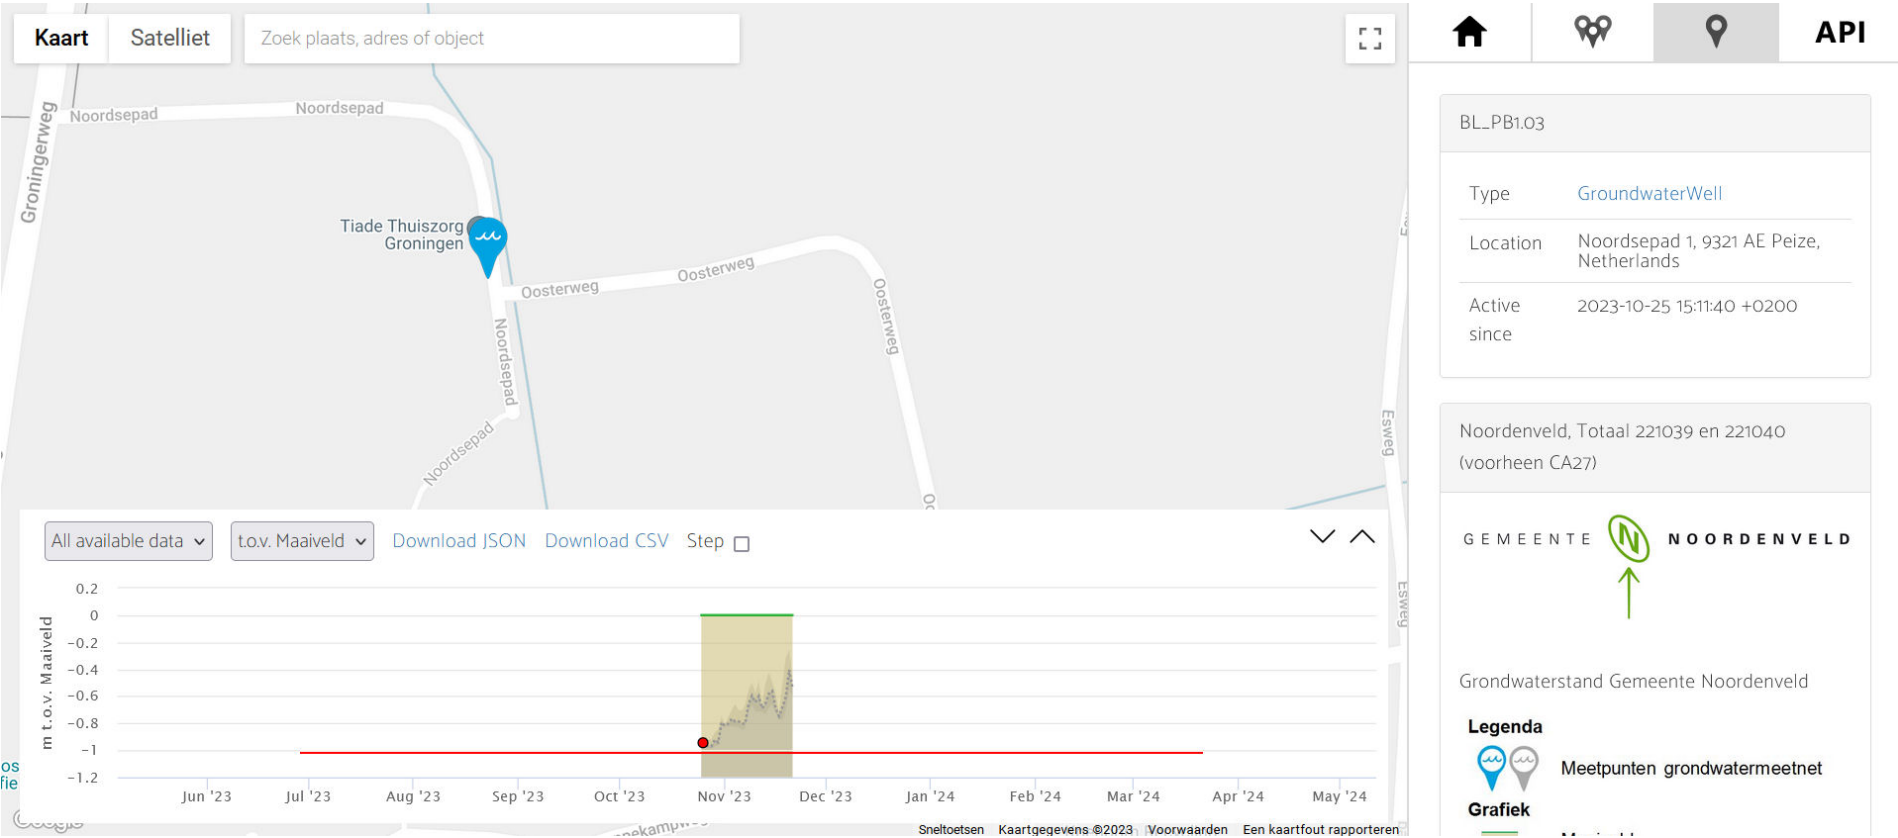 Kaart
Satelliet
Zoek plaats, adres of object
API
Groningerweg
Noordsepad
Noordsepad
Tiade Thuiszorg
Groningen
Oosterweg
Oosterweg
Oosterweg
Noordsepad
Noordsepad
Esweg
Esweg
BL_PB1.03
Type GroundwaterWell
Location Noordsepad 1, 9321 AE Peize,
Netherlands
Active
since 2023-10-25 15:11:40 +0200
Noordenveld, Totaal 221039 en 221040
(voorheen CA27)
GEMEENTE N NOORDENVELD
Grondwaterstand Gemeente Noordenveld
Legenda
Meetpunten grondwatermeetnet
Grafiek
All available data
t.o.v. Maaiveld
Download JSON
Download CSV
Step
m t.o.v. Maaiveld
0.2
0
-0.2
-0.4
-0.6
-0.8
-1
-1.2
Jun '23
Jul '23
Aug '23
Sep '23
Oct '23
Nov '23
Dec '23
Jan '24
Feb '24
Mar '24
Apr '24
May '24
Google
Sneltoetsen
Kaartgegevens ©2023
Voorwaarden
Een kaartfout rapporteren